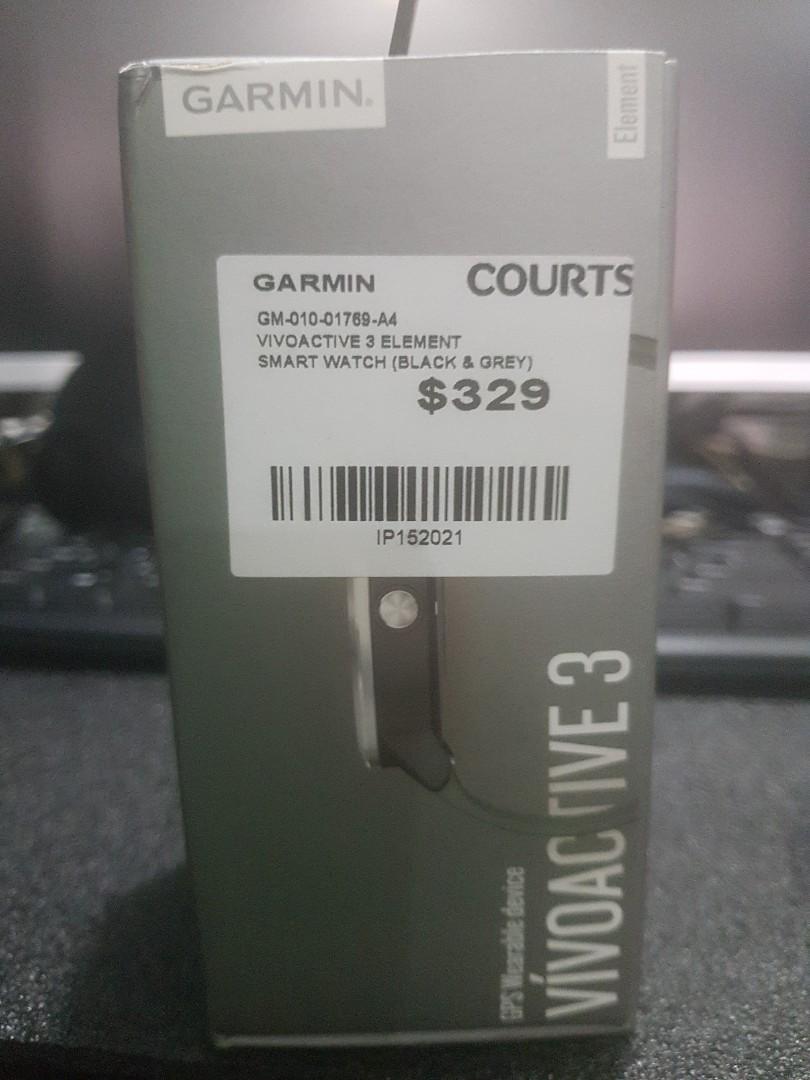 GARMIN.
Element
GARMIN
COURTS
GM-010-01769-A4
VIVOACTIVE 3 ELEMENT
SMART WATCH (BLACK & GREY)
$329
IP152021
VÍVOACTIVE 3
GPS Wearable device